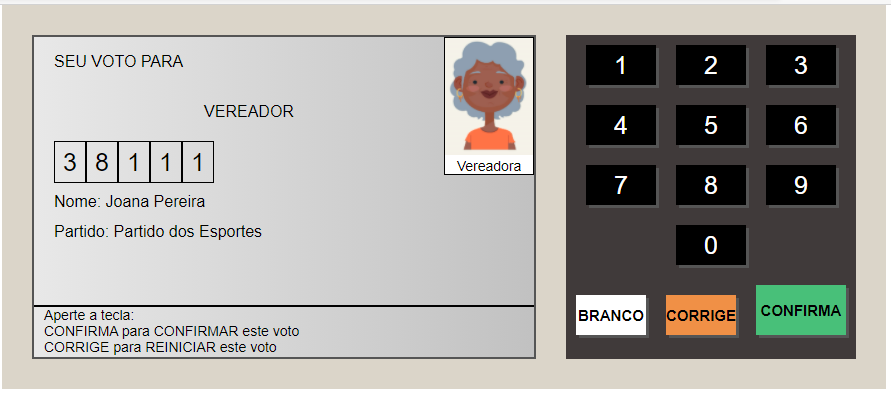 SEU VOTO PARA
VEREADOR
3 8 1 1 1
Nome: Joana Pereira
Partido: Partido dos Esportes
Vereadora
Aperte a tecla:
CONFIRMA para CONFIRMAR este voto
CORRIGE para REINICIAR este voto
1 2 3
4 5 6
7 8 9
0
BRANCO CORRIGE CONFIRMA